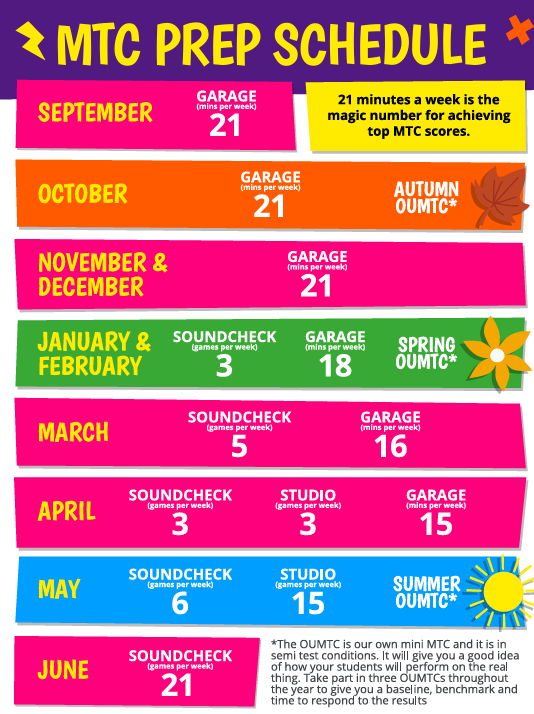 MTC PREP SCHEDULE
SEPTEMBER
GARAGE
(mins per week)
21
21 minutes a week is the
magic number for achieving
top MTC scores.
OCTOBER
GARAGE
(mins per week)
21
AUTUMN
OUMTC*
NOVEMBER &
DECEMBER
GARAGE
(mins per week)
21
JANUARY &
FEBRUARY
SOUNDCHECK
(games per week)
3
GARAGE
(mins per week)
18
SPRING
OUMTC*
MARCH
SOUNDCHECK
(games per week)
5
GARAGE
(mins per week)
16
APRIL
SOUNDCHECK
(games per week)
3
STUDIO
(games per week)
3
GARAGE
(mins per week)
15
MAY
SOUNDCHECK
(games per week)
6
STUDIO
(games per week)
15
SUMMER
OUMTC*
JUNE
SOUNDCHECK
(games per week)
21
*The OUMTC is our own mini MTC and it is in
semi test conditions. It will give you a good idea
of how your students will perform on the real
thing. Take part in three OUMTCs throughout
the year to give you a baseline, benchmark and
time to respond to the results